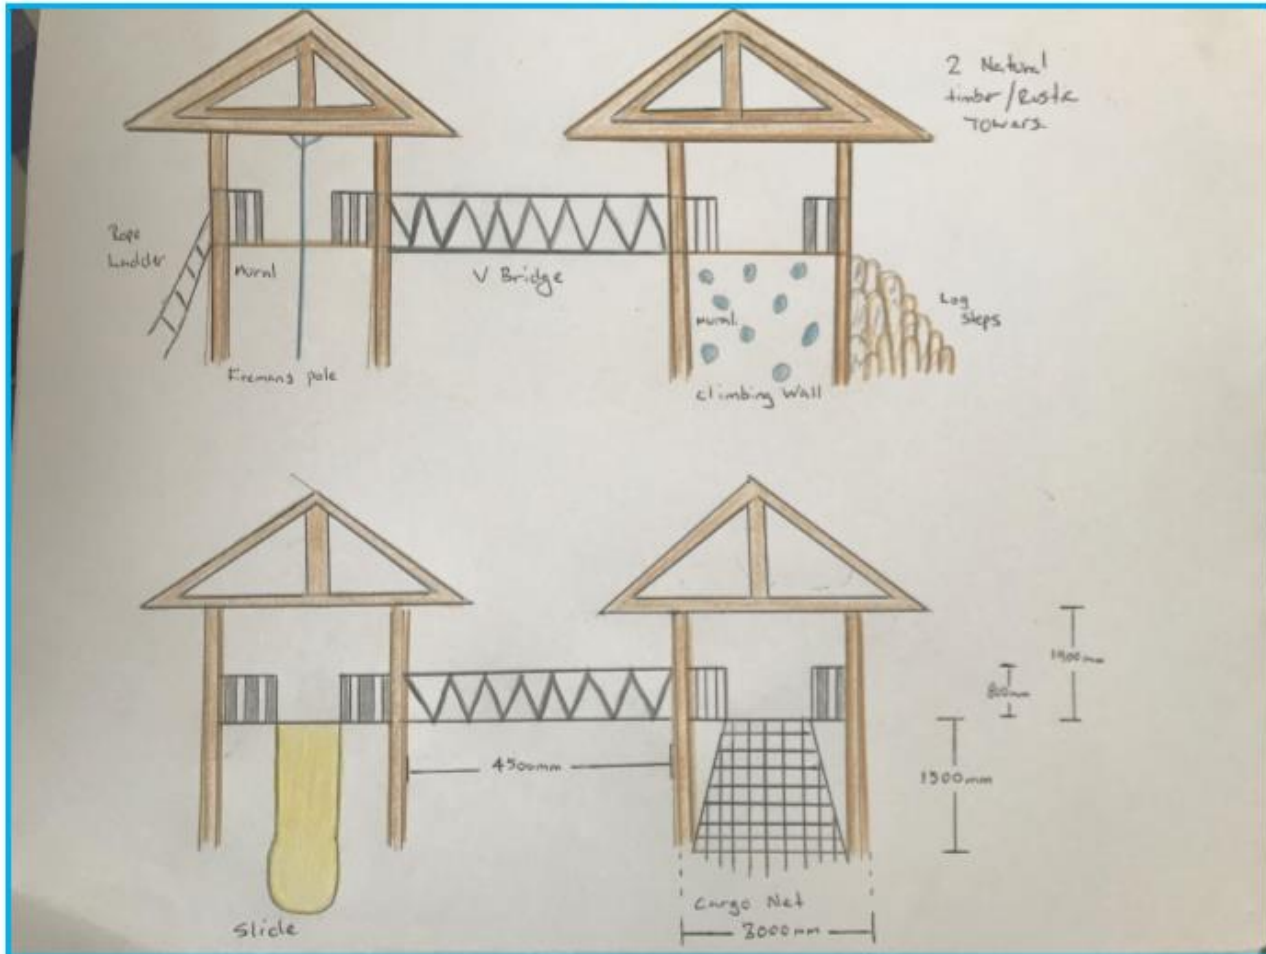 2 Natural
timber/Rustic
Towers
Rope
Ladder
Mural
V Bridge
Mural
Log
Steps
Firemans pole
Climbing Wall
1900mm
800mm
4500mm
1500mm
Cargo Net
3000mm
Slide